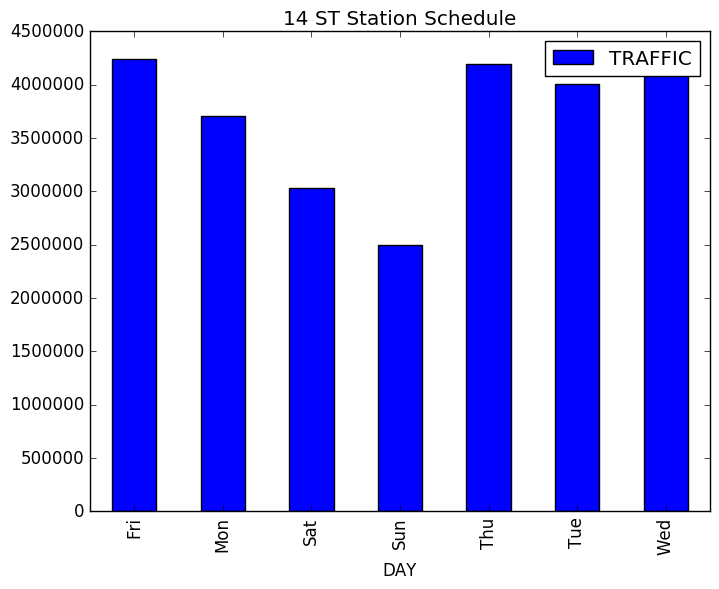 14 ST Station Schedule
TRAFFIC
4500000
4000000
3500000
3000000
2500000
2000000
1500000
1000000
500000
0
Fri
Mon
Sat
Sun
Thu
Tue
Wed
DAY